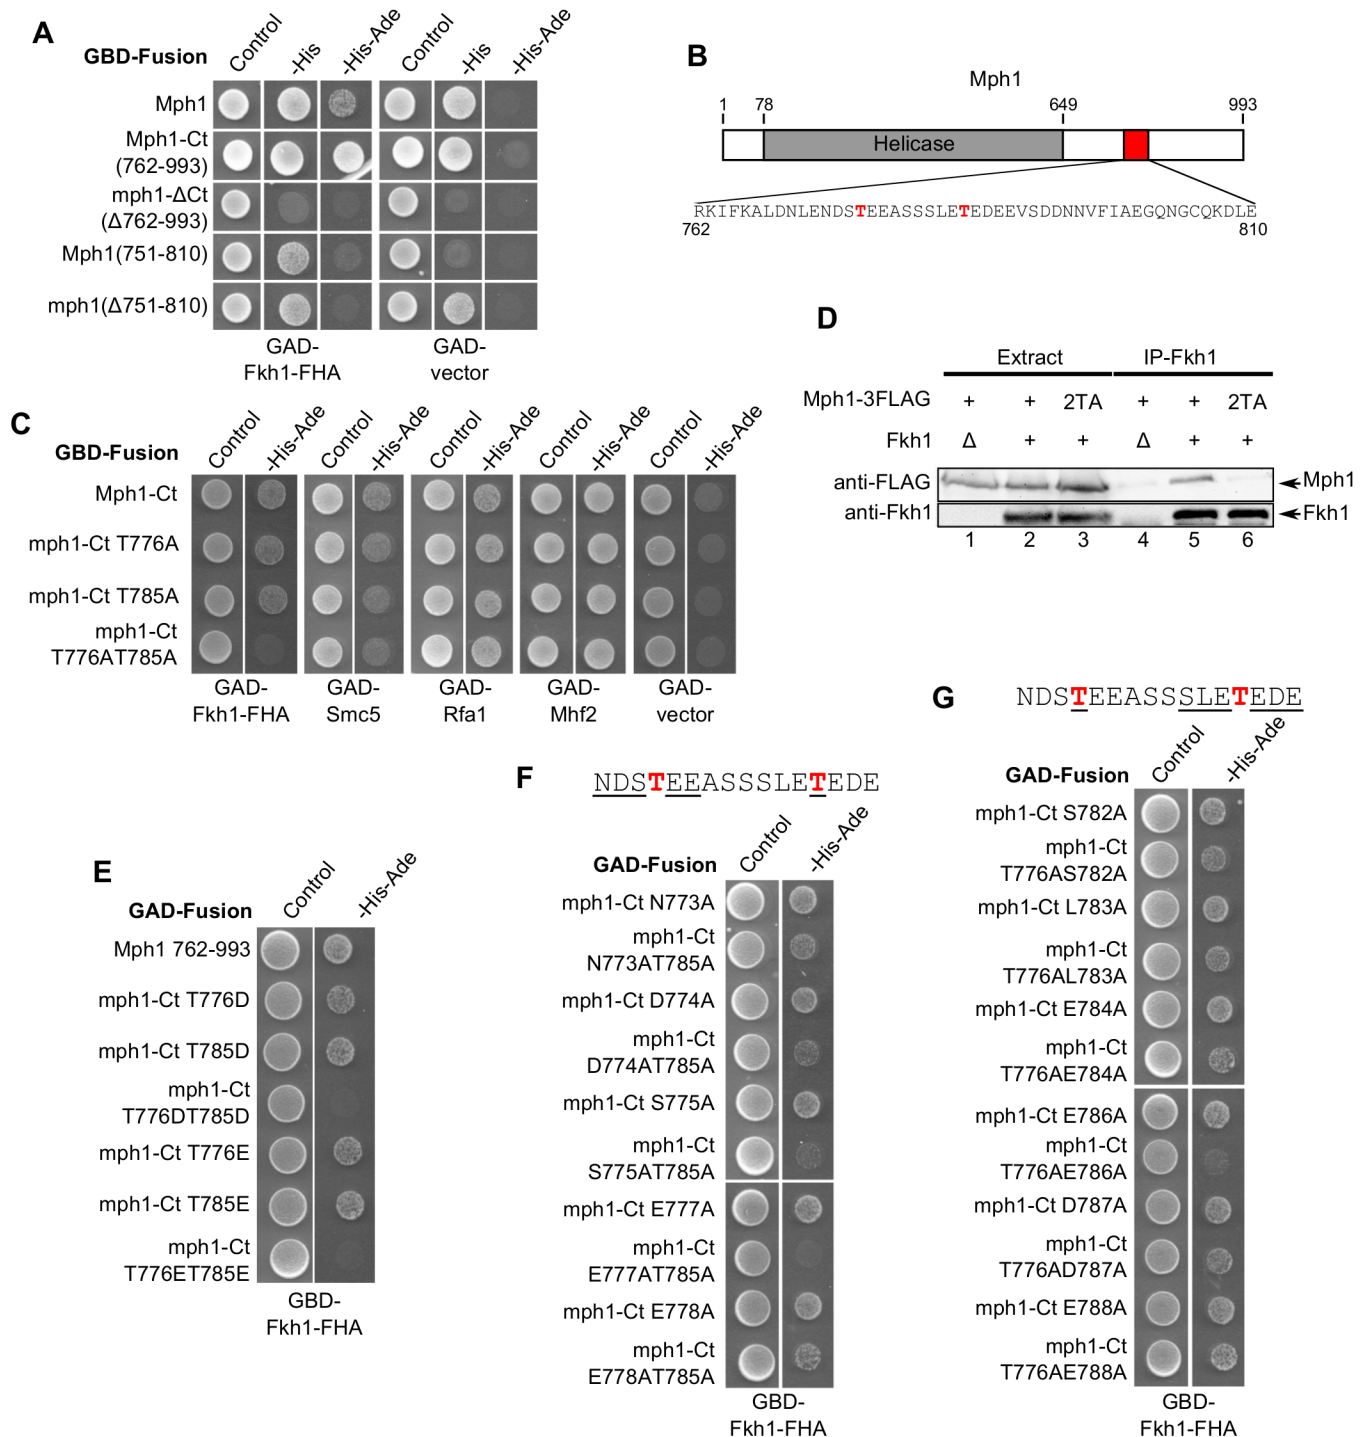 A
GBD-Fusion
Control
-His
-His-Ade
Control
-His
-His-Ade
Mph1
Mph1-Ct
(762-993)
mph1-ΔCt
(Δ762-993)
Mph1(751-810)
mph1(Δ751-810)
GAD-
Fkh1-FHA
GAD-
vector
B
Mph1
1
78
649
993
Helicase
RKIFKALDNLENDSTEEASSSLETEDEEVSDDNNVFIAEGQNGCQKDLE
762
810
C
GBD-Fusion
Control
-His-Ade
Control
-His-Ade
Control
-His-Ade
Control
-His-Ade
Control
-His-Ade
Mph1-Ct
mph1-Ct T776A
mph1-Ct T785A
mph1-Ct
T776AT785A
GAD-
Fkh1-FHA
GAD-
Smc5
GAD-
Rfa1
GAD-
Mhf2
GAD-
vector
D
Extract
IP-Fkh1
Mph1-3FLAG + + 2TA + + 2TA
Fkh1 Δ + + Δ + +
anti-FLAG
Mph1
anti-Fkh1
Fkh1
1 2 3 4 5 6
E
GAD-Fusion
Control
-His-Ade
Mph1 762-993
mph1-Ct T776D
mph1-Ct T785D
mph1-Ct
T776DT785D
mph1-Ct T776E
mph1-Ct T785E
mph1-Ct
T776ET785E
GBD-
Fkh1-FHA
F
NDSTEEASSSLETEDE
GAD-Fusion
Control
-His-Ade
mph1-Ct N773A
mph1-Ct
N773AT785A
mph1-Ct D774A
mph1-Ct
D774AT785A
mph1-Ct S775A
mph1-Ct
S775AT785A
mph1-Ct E777A
mph1-Ct
E777AT785A
mph1-Ct E778A
mph1-Ct
E778AT785A
GBD-
Fkh1-FHA
G
NDSTEEASSSLETEDE
GAD-Fusion
Control
-His-Ade
mph1-Ct S782A
mph1-Ct
T776AS782A
mph1-Ct L783A
mph1-Ct
T776AL783A
mph1-Ct E784A
mph1-Ct
T776AE784A
mph1-Ct E786A
mph1-Ct
T776AE786A
mph1-Ct D787A
mph1-Ct
T776AD787A
mph1-Ct E788A
mph1-Ct
T776AE788A
GBD-
Fkh1-FHA